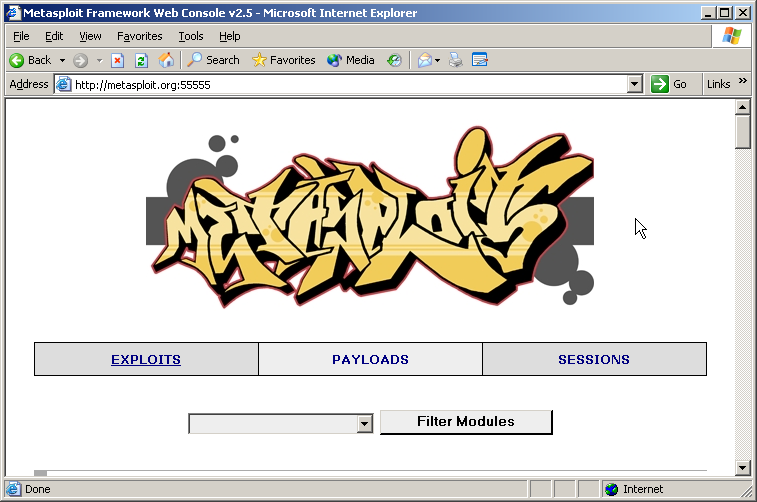 Metasploit Framework Web Console v2.5 - Microsoft Internet Explorer
File Edit View Favorites Tools Help
Back Search Favorites Media
Address http://metasploit.org:55555 Go Links »
METASPLOIT
EXPLOITS PAYLOADS SESSIONS
Filter Modules
Done Internet